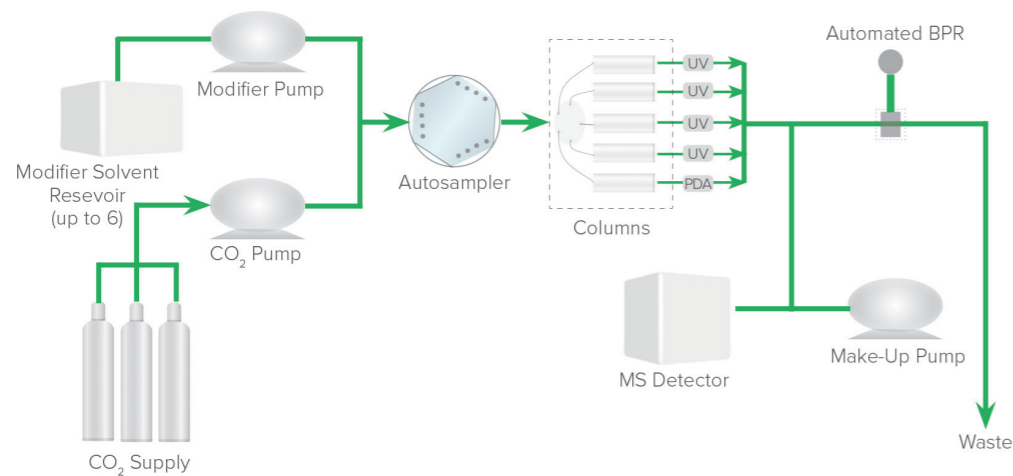 Automated BPR
Modifier Pump
UV
UV
UV
UV
PDA
Modifier Solvent
Resevoir
(up to 6)
Autosampler
Columns
CO₂ Pump
MS Detector
Make-Up Pump
Waste
CO₂ Supply